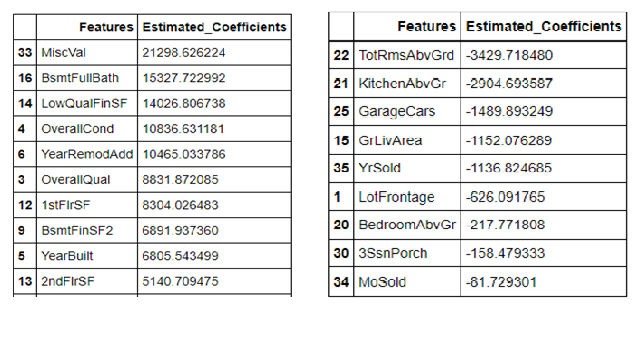 Features Estimated_Coefficients
33 MiscVal 21298.626224
16 BsmtFullBath 15327.722992
14 LowQualFinSF 14026.806738
4 OverallCond 10836.631181
6 YearRemodAdd 10465.033786
3 OverallQual 8831.872085
12 1stFlrSF 8304.026483
9 BsmtFinSF2 6891.937360
5 YearBuilt 6805.543499
13 2ndFlrSF 5140.709475
Features Estimated_Coefficients
22 TotRmsAbvGrd -3429.718480
21 KitchenAbvGr -2904.693587
25 GarageCars -1489.893249
15 GrLivArea -1152.076289
35 YrSold -1136.824685
1 LotFrontage -626.091765
20 BedroomAbvGr -217.771808
30 3SsnPorch -158.479333
34 MoSold -81.729301